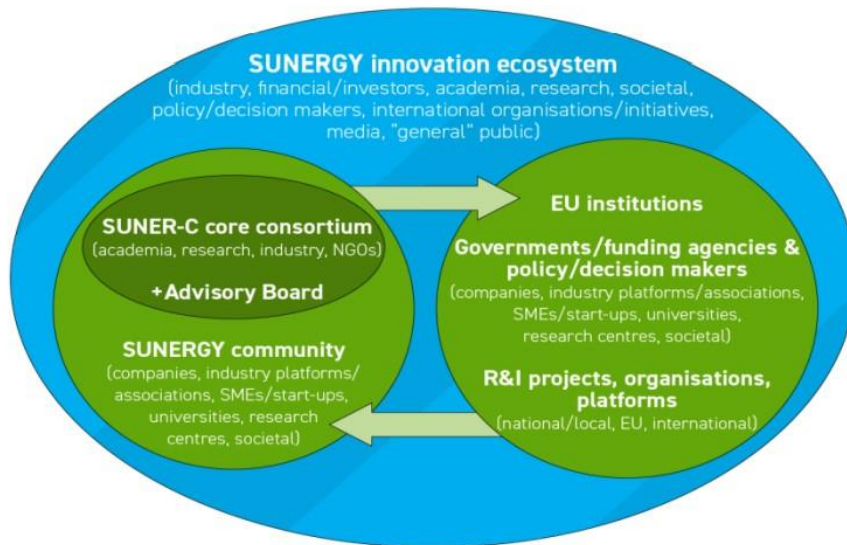 SUNERGY innovation ecosystem
(industry, financial/investors, academia, research, societal,
policy/decision makers, international organisations/initiatives,
media, "general" public)
SUNER-C core consortium
(academia, research, industry, NGOs)
+Advisory Board
SUNERGY community
(companies, industry platforms/
associations, SMEs/start-ups,
universities, research
centres, societal)
EU institutions
Governments/funding agencies &
policy/decision makers
(companies, industry platforms/associations,
SMEs/start-ups, universities,
research centres, societal)
R&I projects, organisations,
platforms
(national/local, EU, international)